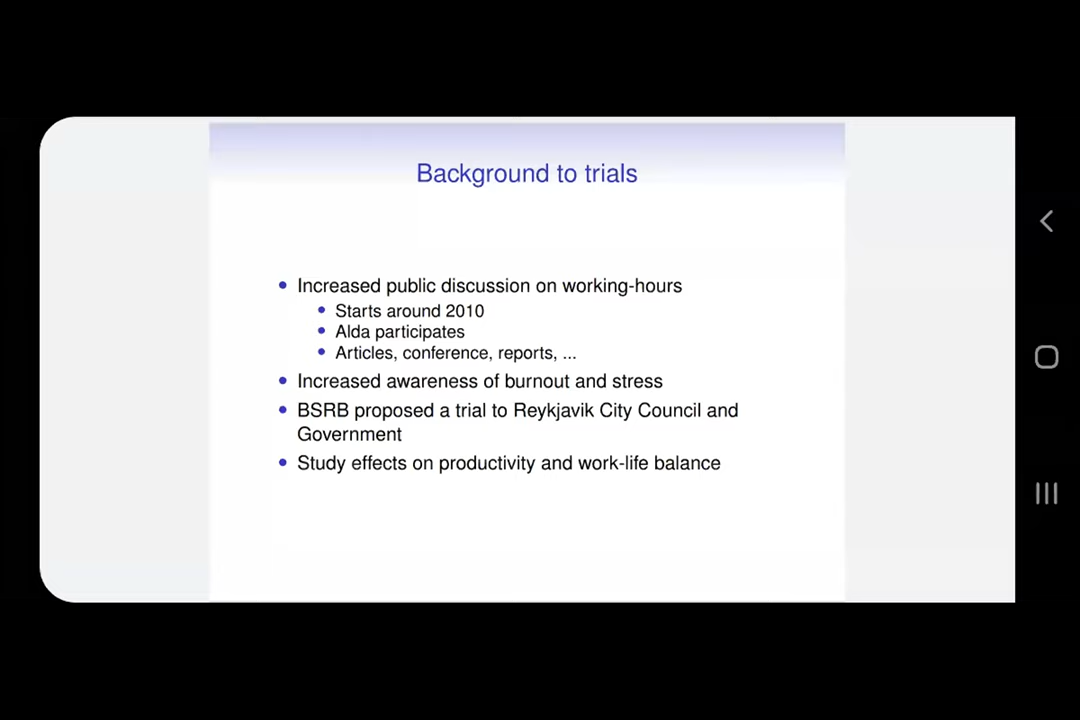 Background to trials
Increased public discussion on working-hours
Starts around 2010
Alda participates
Articles, conference, reports, ...
Increased awareness of burnout and stress
BSRB proposed a trial to Reykjavik City Council and
Government
Study effects on productivity and work-life balance